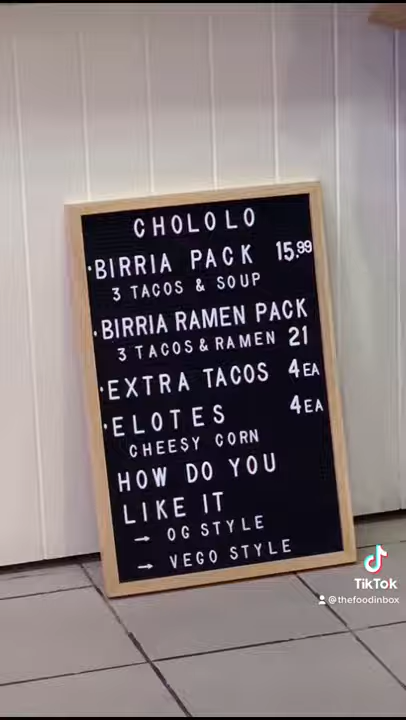 CHOLOLO
·BIRRIA PACK 15.99
3 TACOS & SOUP
·BIRRIA RAMEN PACK
3 TACOS & RAMEN 21
·EXTRA TACOS 4EA
·ELOTES 4EA
CHEESY CORN
HOW DO YOU
LIKE IT
→ OG STYLE
→ VEGO STYLE
TikTok
@thefoodinbox